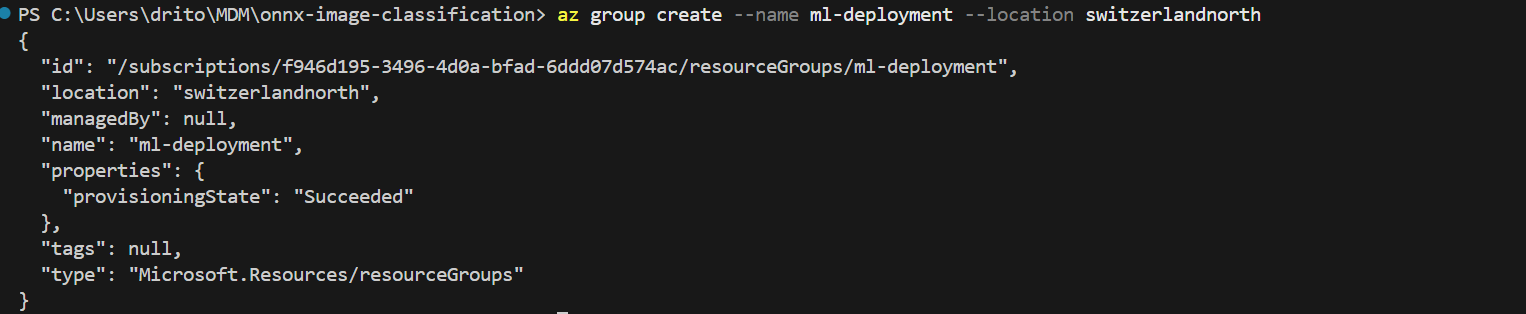 PS C:\Users\drito\MDM\onnx-image-classification> az group create --name ml-deployment --location switzerlandnorth
{
  "id": "/subscriptions/f946d195-3496-4d0a-bfad-6ddd07d574ac/resourceGroups/ml-deployment",
  "location": "switzerlandnorth",
  "managedBy": null,
  "name": "ml-deployment",
  "properties": {
    "provisioningState": "Succeeded"
  },
  "tags": null,
  "type": "Microsoft.Resources/resourceGroups"
}